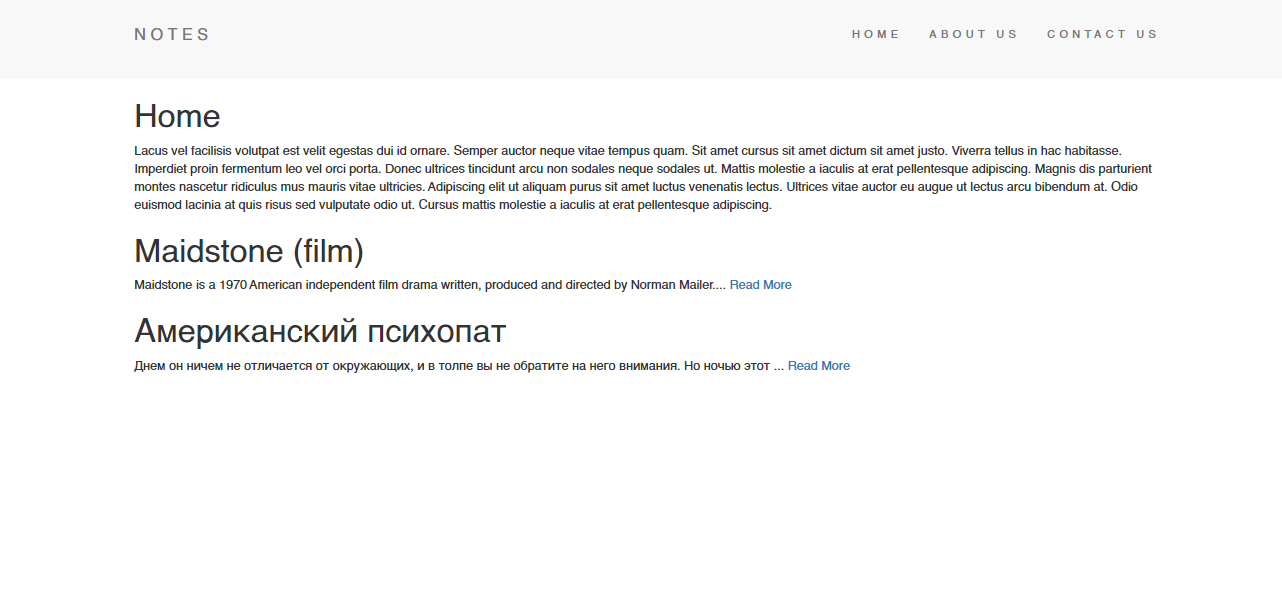 NOTES
HOME ABOUT US CONTACT US
Home
Lacus vel facilisis volutpat est velit egestas dui id ornare. Semper auctor neque vitae tempus quam. Sit amet cursus sit amet dictum sit amet justo. Viverra tellus in hac habitasse.
Imperdiet proin fermentum leo vel orci porta. Donec ultrices tincidunt arcu non sodales neque sodales ut. Mattis molestie a iaculis at erat pellentesque adipiscing. Magnis dis parturient
montes nascetur ridiculus mus mauris vitae ultricies. Adipiscing elit ut aliquam purus sit amet luctus venenatis lectus. Ultrices vitae auctor eu augue ut lectus arcu bibendum at. Odio
euismod lacinia at quis risus sed vulputate odio ut. Cursus mattis molestie a iaculis at erat pellentesque adipiscing.
Maidstone (film)
Maidstone is a 1970 American independent film drama written, produced and directed by Norman Mailer.... Read More
Американский психопат
Днем он ничем не отличается от окружающих, и в толпе вы не обратите на него внимания. Но ночью этот ... Read More